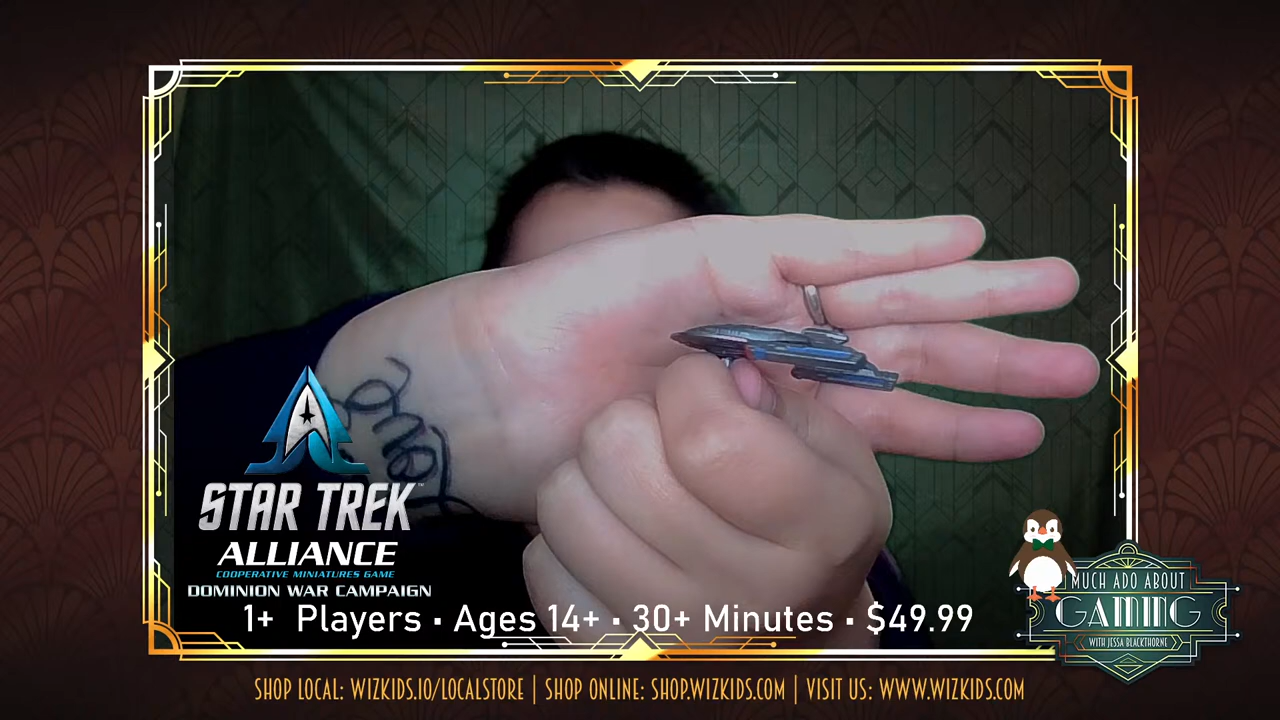 STAR TREK™
ALLIANCE
COOPERATIVE MINIATURES GAME
DOMINION WAR CAMPAIGN
1+ Players ▪ Ages 14+ ▪ 30+ Minutes ▪ $49.99
MUCH ADO ABOUT
GAMING
WITH JESSA BLACKTHORNE
SHOP LOCAL: WIZKIDS.IO/LOCALSTORE | SHOP ONLINE: SHOP.WIZKIDS.COM | VISIT US: WWW.WIZKIDS.COM